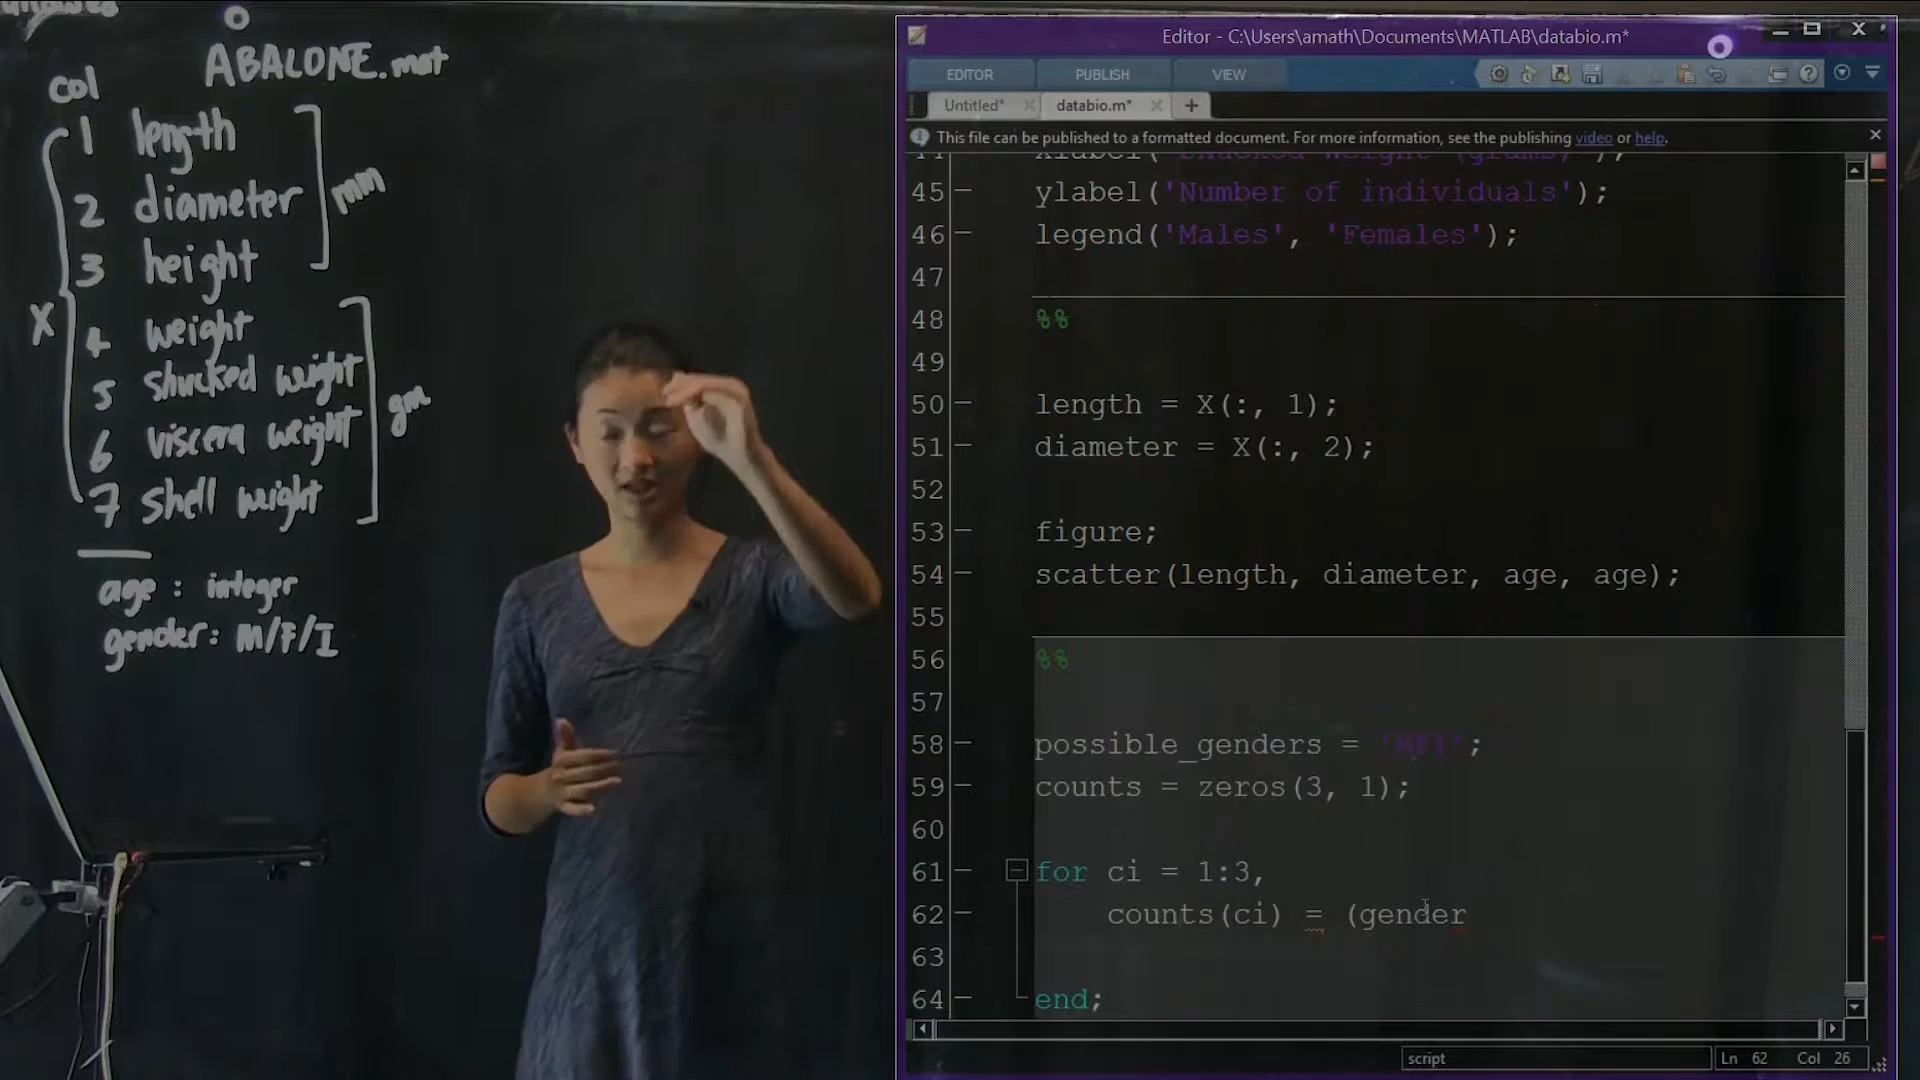 ABALONE.mat
col
1 length
2 diameter
3 height
mm
X
4 weight
5 shucked weight
6 viscera weight
7 shell weight
gm
age : integer
gender: M/F/I
Editor - C:\Users\amath\Documents\MATLAB\databio.m*
EDITOR PUBLISH VIEW
Untitled* databio.m*
This file can be published to a formatted document. For more information, see the publishing video or help.
45 ylabel('Number of individuals');
46 legend('Males', 'Females');
47
48 %%
49
50 length = X(:, 1);
51 diameter = X(:, 2);
52
53 figure;
54 scatter(length, diameter, age, age);
55
56 %%
57
58 possible_genders = 'MFI';
59 counts = zeros(3, 1);
60
61 for ci = 1:3,
62 counts(ci) = (gender
63
64 end;
script Ln 62 Col 26